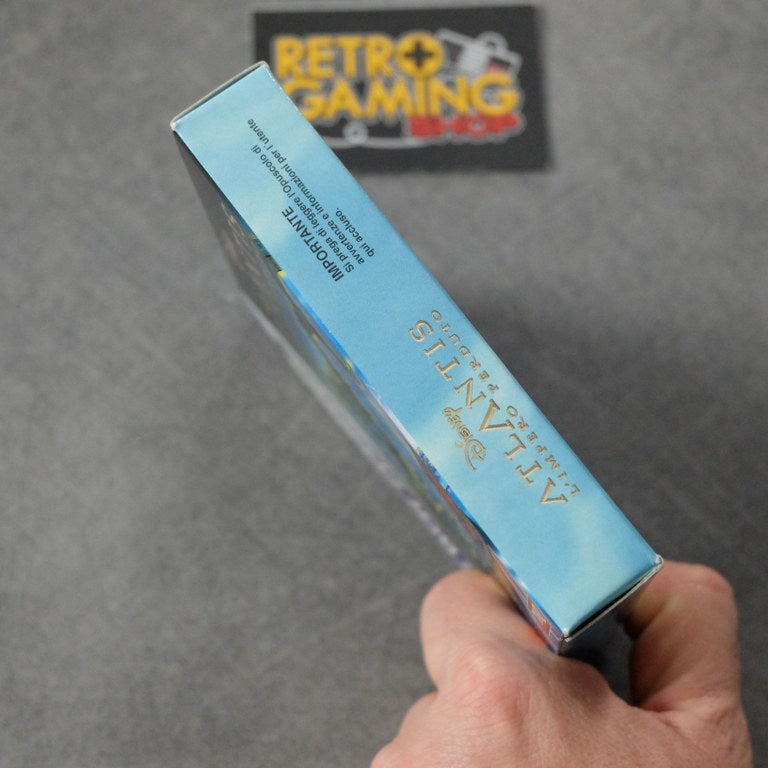 RETRO
GAMING
SHOP
IMPORTANTE
Si prega di leggere l'Opuscolo di
avvertenze e informazioni per l'utente
qui accluso.
Disney
ATLANTIS
L'IMPERO PERDUTO